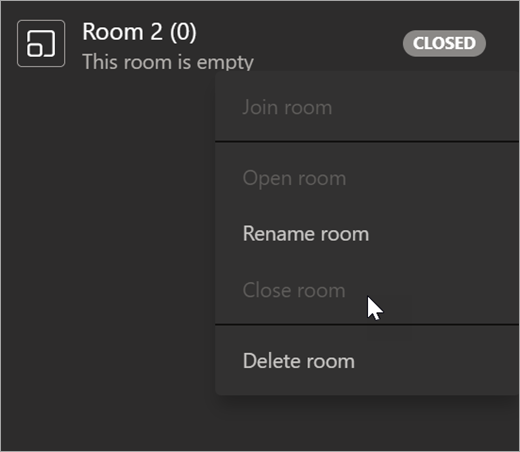 Room 2 (0)
CLOSED
This room is empty
Join room
Open room
Rename room
Close room
Delete room